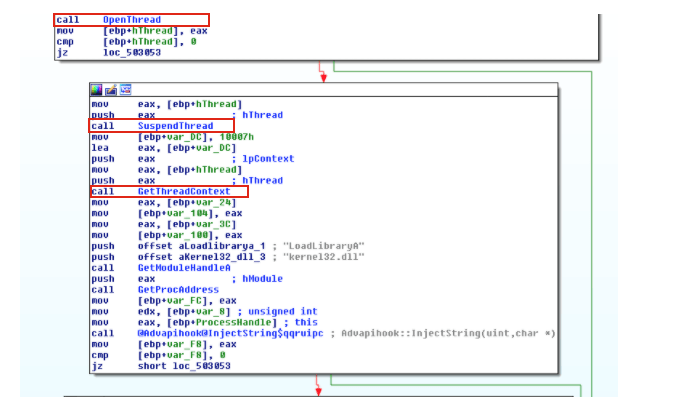 call OpenThread
mov [ebp+hThread], eax
cmp [ebp+hThread], 0
jz loc_503053
mov eax, [ebp+hThread]
push eax ; hThread
call SuspendThread
mov [ebp+var_DC], 10007h
lea eax, [ebp+var_DC]
push eax ; lpContext
mov eax, [ebp+hThread]
push eax ; hThread
call GetThreadContext
mov eax, [ebp+var_24]
mov [ebp+var_104], eax
mov eax, [ebp+var_3C]
mov [ebp+var_100], eax
push offset aLoadlibrarya_1 ; "LoadLibraryA"
push offset aKernel32_dll_3 ; "kernel32.dll"
call GetModuleHandleA
push eax ; hModule
call GetProcAddress
mov [ebp+var_FC], eax
mov edx, [ebp+var_8] ; unsigned int
mov eax, [ebp+ProcessHandle] ; this
call @Advapihook@InjectString$qqruipc ; Advapihook::InjectString(uint,char *)
mov [ebp+var_F8], eax
cmp [ebp+var_F8], 0
jz short loc_503053